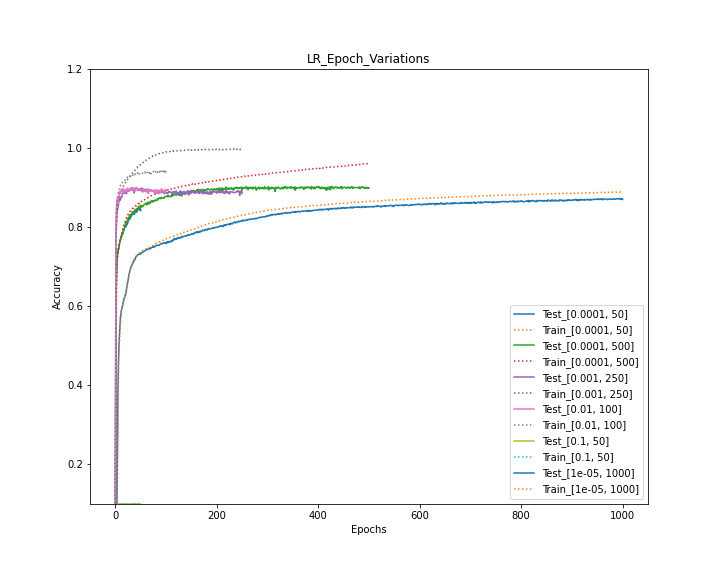 LR_Epoch_Variations
1.2
1.0
0.8
0.6
0.4
0.2
Accuracy
0 200 400 600 800 1000
Epochs
Test_[0.0001, 50]
Train_[0.0001, 50]
Test_[0.0001, 500]
Train_[0.0001, 500]
Test_[0.001, 250]
Train_[0.001, 250]
Test_[0.01, 100]
Train_[0.01, 100]
Test_[0.1, 50]
Train_[0.1, 50]
Test_[1e-05, 1000]
Train_[1e-05, 1000]